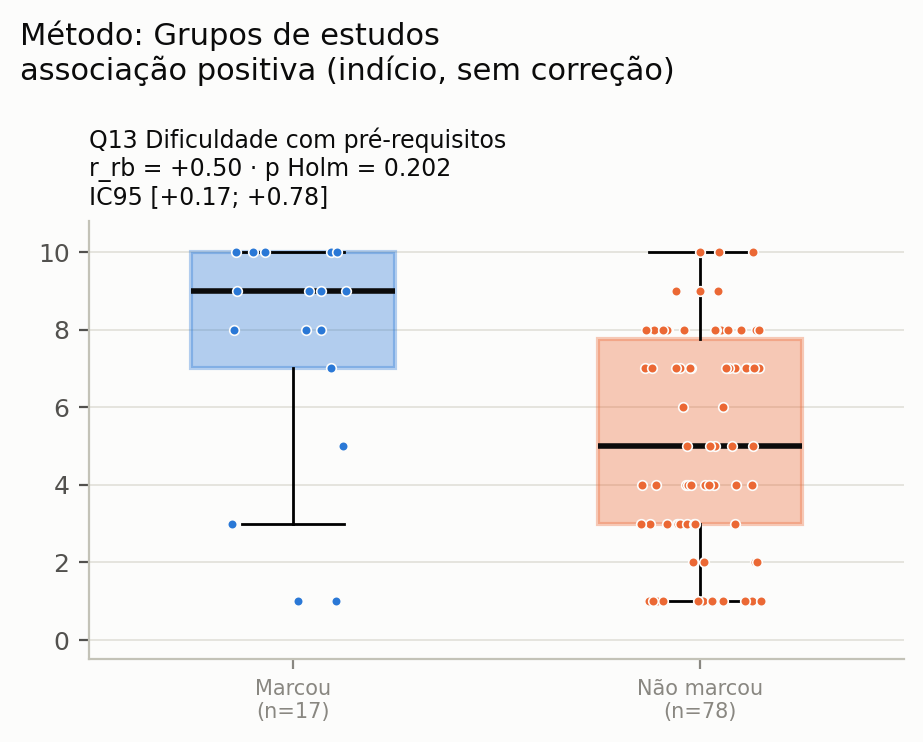 Método: Grupos de estudos
associação positiva (indício, sem correção)
Q13 Dificuldade com pré-requisitos
r_rb = +0.50 · p Holm = 0.202
IC95 [+0.17; +0.78]
10
8
6
4
2
0
Marcou
(n=17)
Não marcou
(n=78)